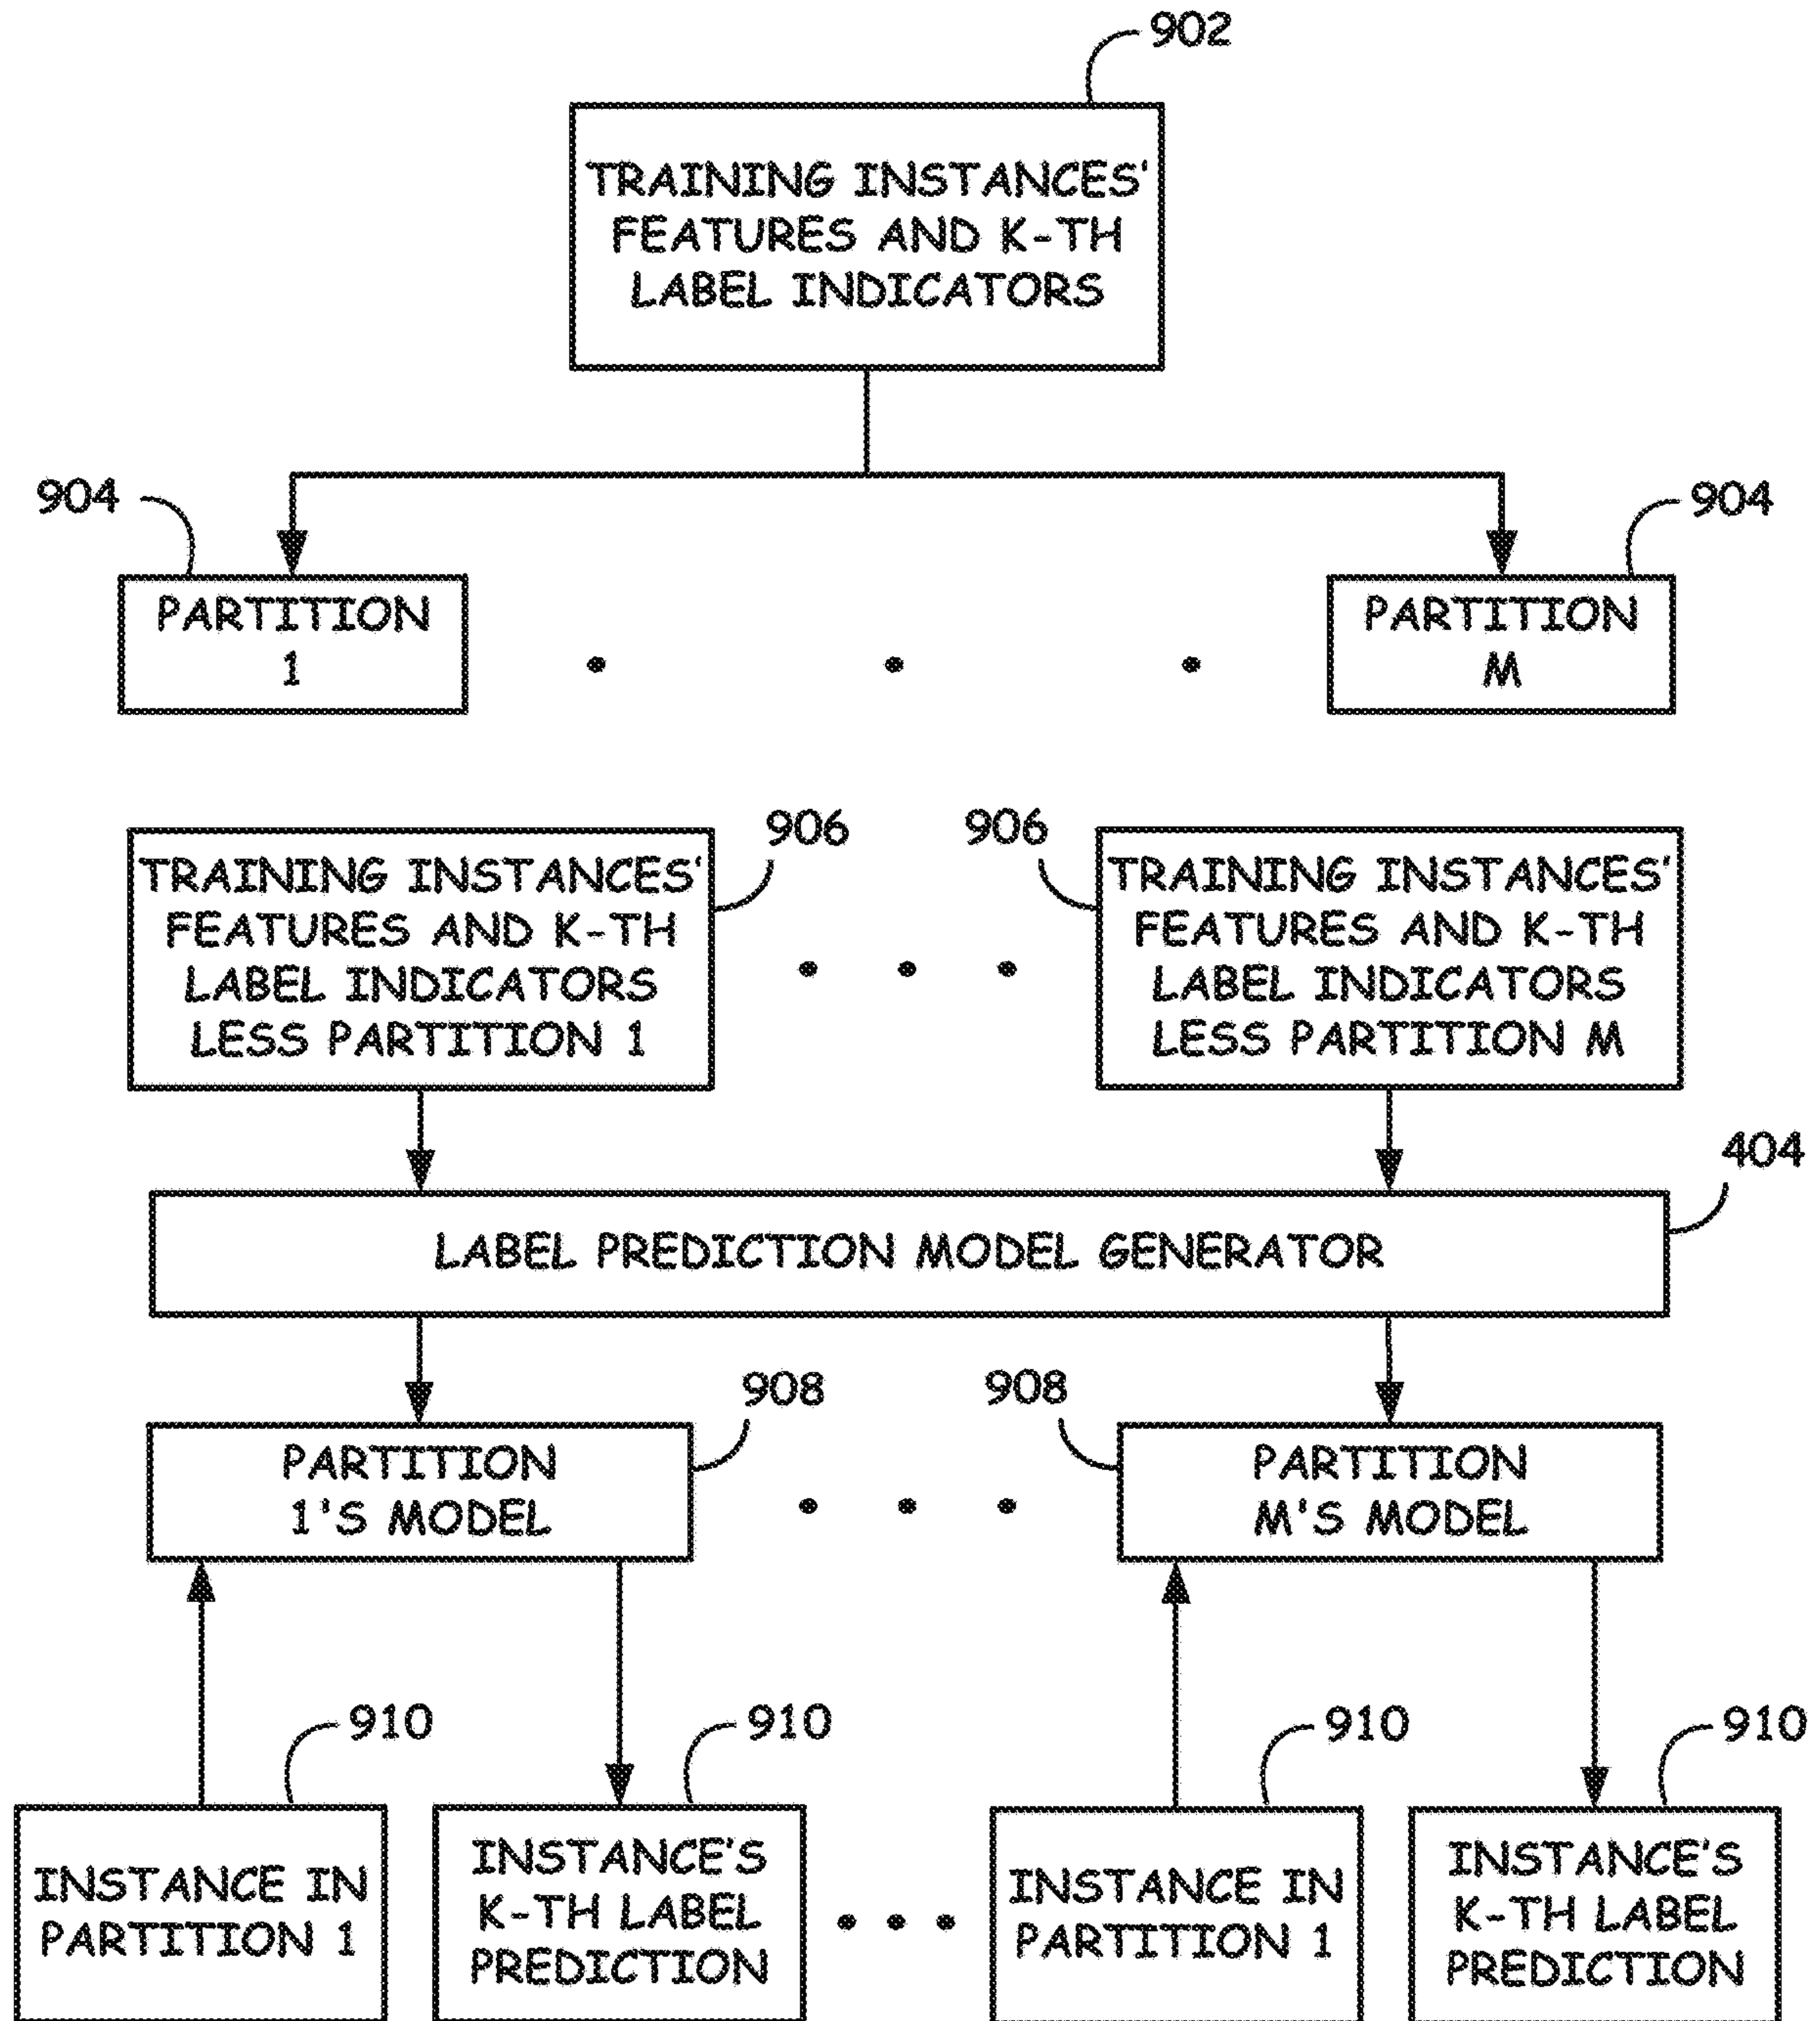 902
TRAINING INSTANCES'
FEATURES AND K-TH
LABEL INDICATORS
904
904
PARTITION
1
PARTITION
M
906
906
TRAINING INSTANCES'
FEATURES AND K-TH
LABEL INDICATORS
LESS PARTITION 1
TRAINING INSTANCES'
FEATURES AND K-TH
LABEL INDICATORS
LESS PARTITION M
404
LABEL PREDICTION MODEL GENERATOR
908
908
PARTITION
1'S MODEL
PARTITION
M'S MODEL
910
910
910
910
INSTANCE IN
PARTITION 1
INSTANCE'S
K-TH LABEL
PREDICTION
INSTANCE IN
PARTITION 1
INSTANCE'S
K-TH LABEL
PREDICTION